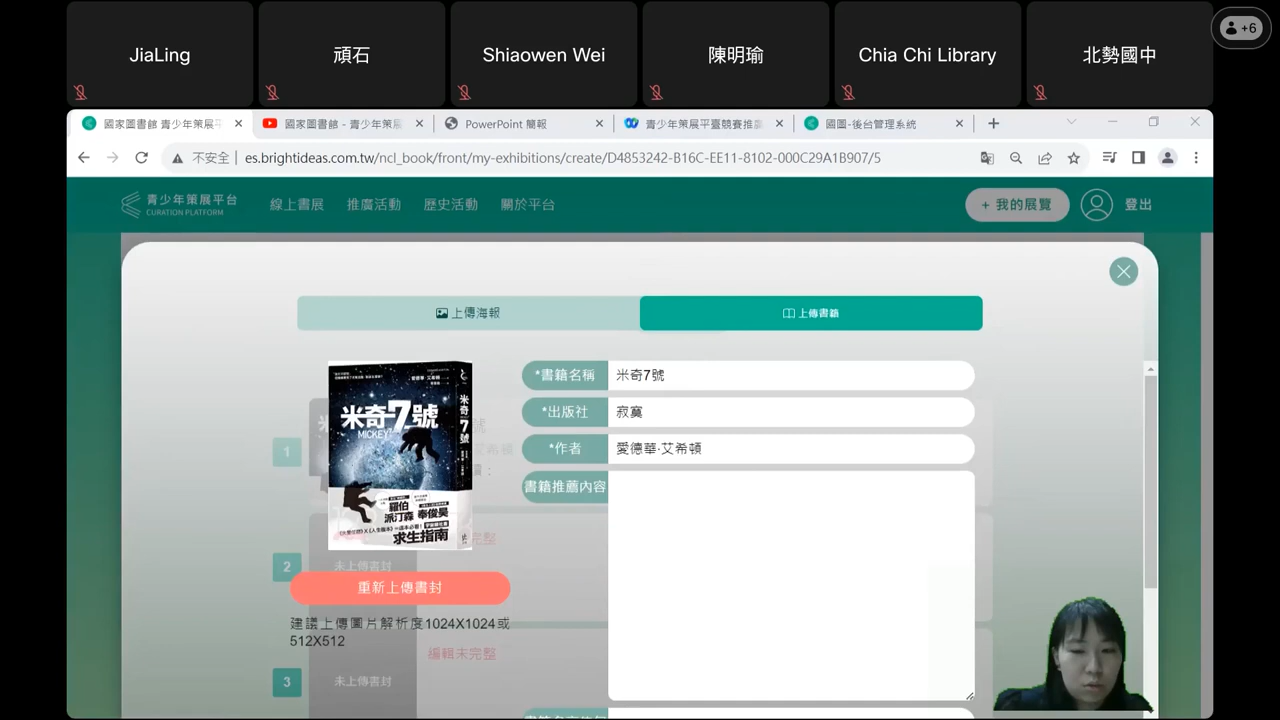 JiaLing
頑石
Shiaowen Wei
陳明瑜
Chia Chi Library
北勢國中
+6
國家圖書館 青少年策展平
國家圖書館 - 青少年策展
PowerPoint 簡報
青少年策展平臺競賽推廣
國圖-後台管理系統
不安全
es.brightideas.com.tw/ncl_book/front/my-exhibitions/create/D4853242-B16C-EE11-8102-000C29A1B907/5
青少年策展平台
CURATION PLATFORM
線上書展
推廣活動
歷史活動
關於平台
+ 我的展覽
登出
上傳海報
上傳書籍
*書籍名稱
米奇7號
*出版社
寂寞
*作者
愛德華·艾希頓
書籍推薦內容
米奇7號
MICKEY7
米奇7號
羅伯
派汀森
奉俊昊
求生指南
1
2
未上傳書封
重新上傳書封
建議上傳圖片解析度1024X1024或
512X512
編輯未完整
3
未上傳書封